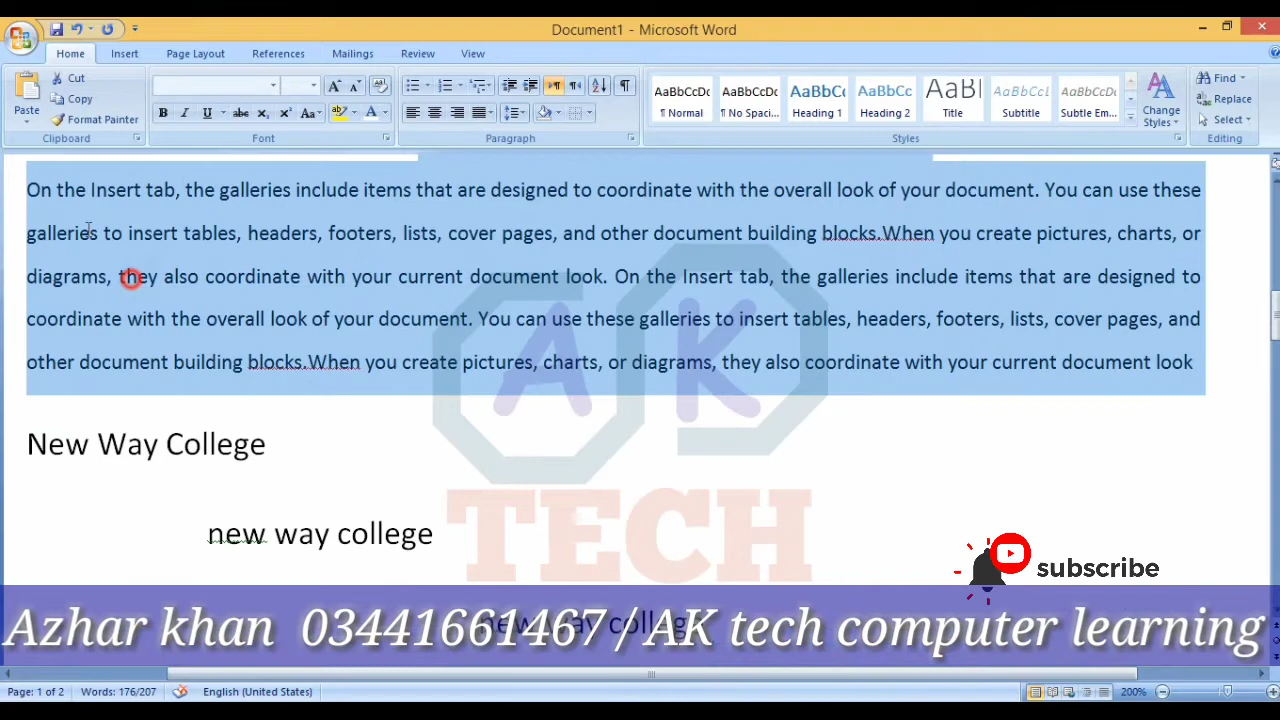 Document1 - Microsoft Word
Home Insert Page Layout References Mailings Review View
Paste
Cut
Copy
Format Painter
Clipboard
B I U abc x₂ x² Aa ab A
Font
Paragraph
AaBbCcDc AaBbCcDc AaBbCc AaBbCc AaBl AaBbCcDc AaBbCcDc
¶ Normal ¶ No Spaci... Heading 1 Heading 2 Title Subtitle Subtle Em...
Change Styles
Styles
Find
Replace
Select
Editing
On the Insert tab, the galleries include items that are designed to coordinate with the overall look of your document. You can use these
galleries to insert tables, headers, footers, lists, cover pages, and other document building blocks.When you create pictures, charts, or
diagrams, they also coordinate with your current document look. On the Insert tab, the galleries include items that are designed to
coordinate with the overall look of your document. You can use these galleries to insert tables, headers, footers, lists, cover pages, and
other document building blocks.When you create pictures, charts, or diagrams, they also coordinate with your current document look
AK
TECH
New Way College
new way college
subscribe
new way college
Azhar khan 03441661467 / AK tech computer learning
Page: 1 of 2 Words: 176/207 English (United States) 200%